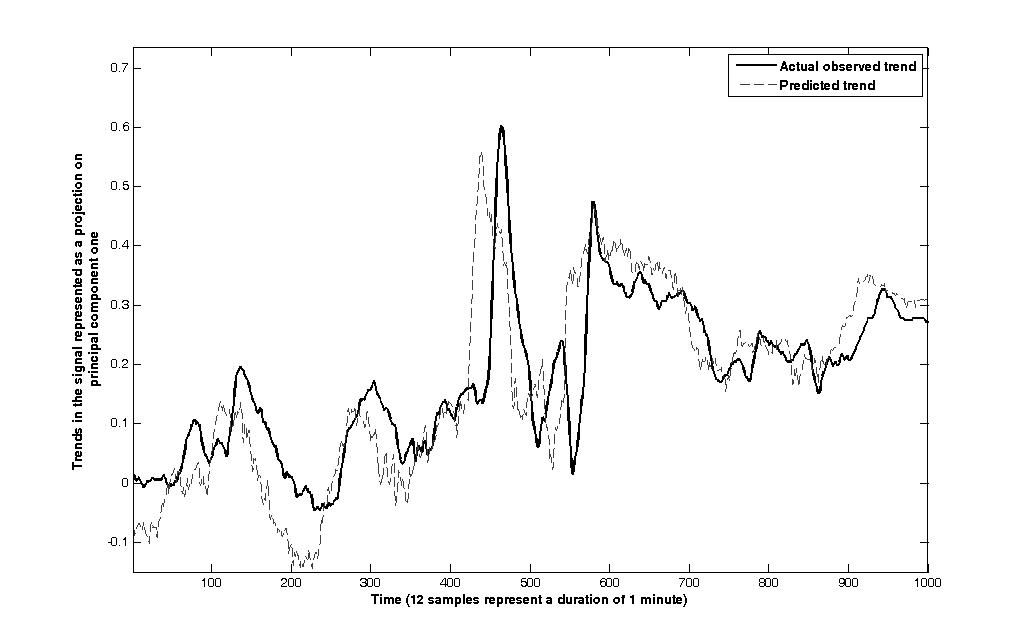 Actual observed trend
Predicted trend
0.7
0.6
0.5
0.4
0.3
0.2
0.1
0
-0.1
Trends in the signal represented as a projection on
principal component one
100 200 300 400 500 600 700 800 900 1000
Time (12 samples represent a duration of 1 minute)